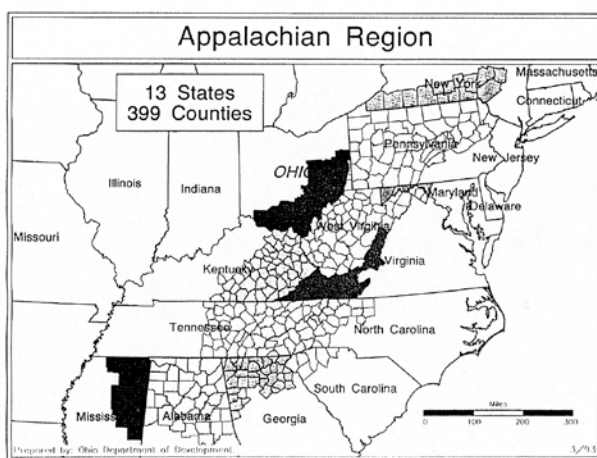 Appalachian Region
13 States
399 Counties
New York
Massachusetts
Connecticut
Pennsylvania
New Jersey
OHIO
Illinois
Indiana
Maryland
Delaware
West Virginia
Missouri
Virginia
Kentucky
Tennessee
North Carolina
South Carolina
Mississ
Alabama
Georgia
Miles
0 100 200 300
Prepared by: Ohio Department of Development.
3/93